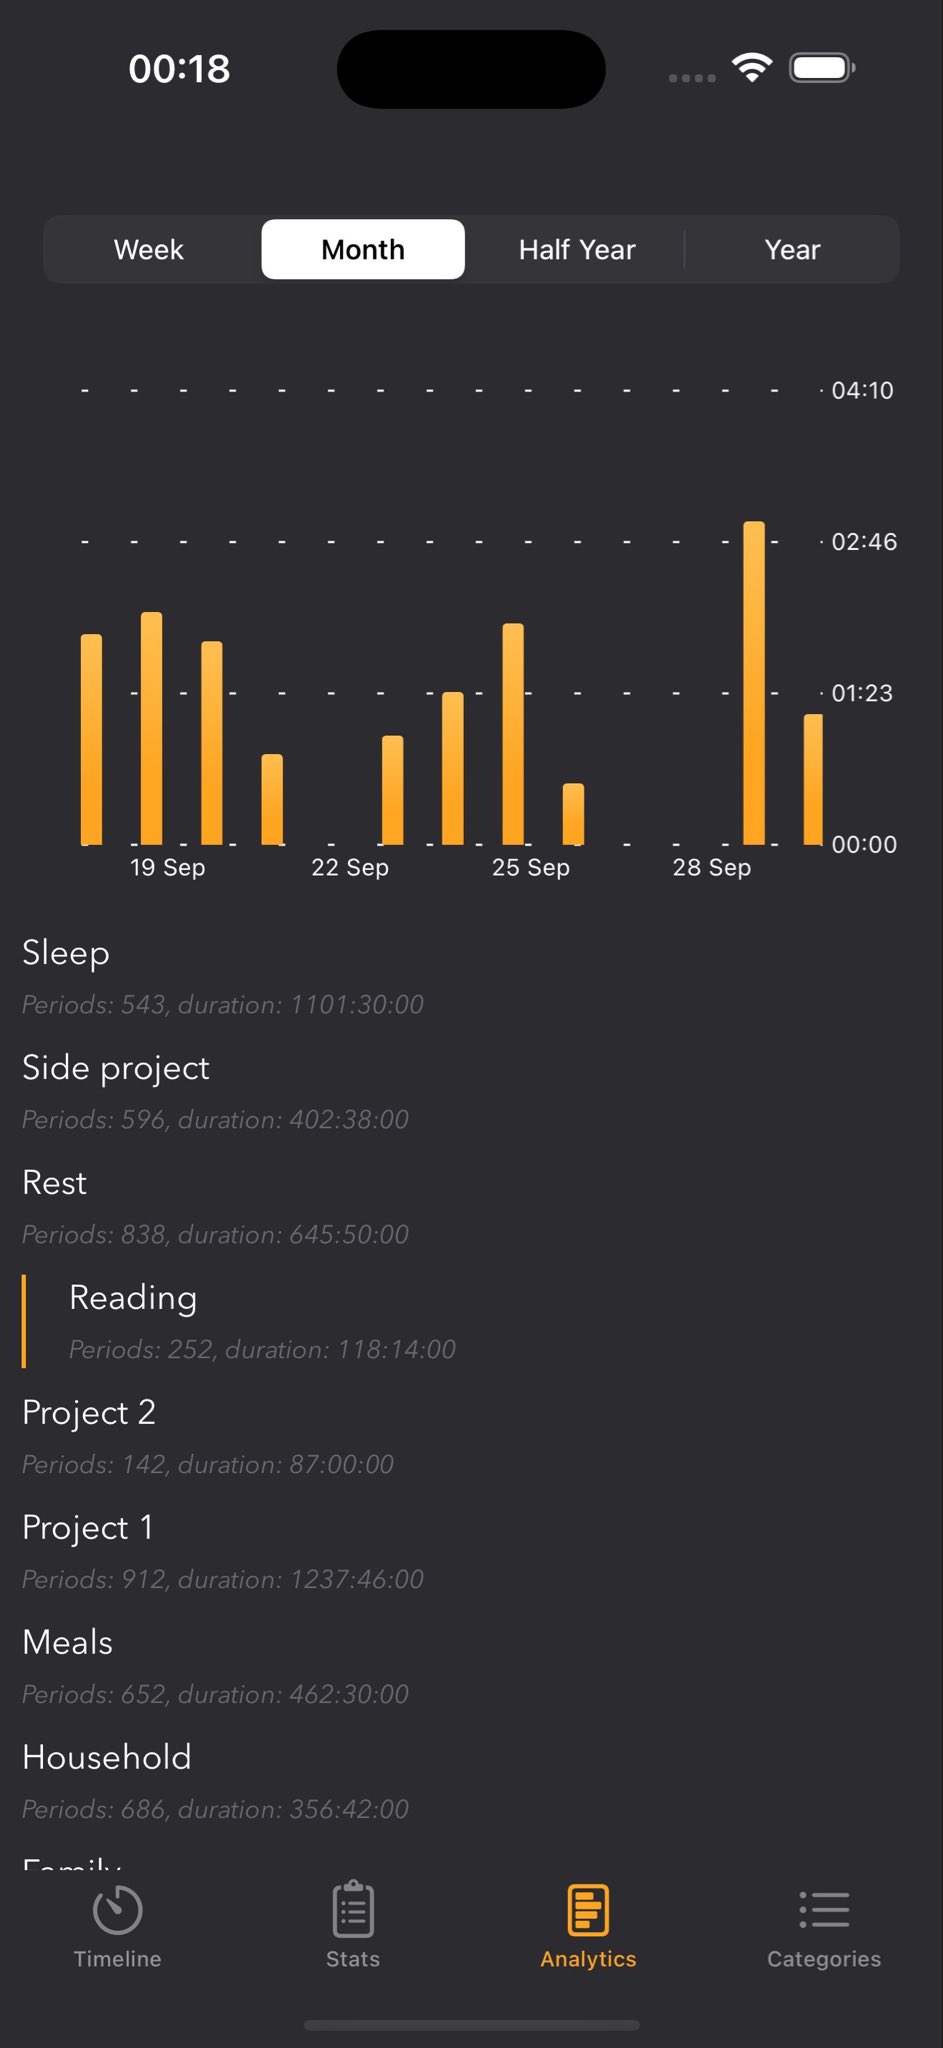 00:18
Week Month Half Year Year
04:10
02:46
01:23
00:00
19 Sep 22 Sep 25 Sep 28 Sep
Sleep
Periods: 543, duration: 1101:30:00
Side project
Periods: 596, duration: 402:38:00
Rest
Periods: 838, duration: 645:50:00
Reading
Periods: 252, duration: 118:14:00
Project 2
Periods: 142, duration: 87:00:00
Project 1
Periods: 912, duration: 1237:46:00
Meals
Periods: 652, duration: 462:30:00
Household
Periods: 686, duration: 356:42:00
Family
Timeline Stats Analytics Categories